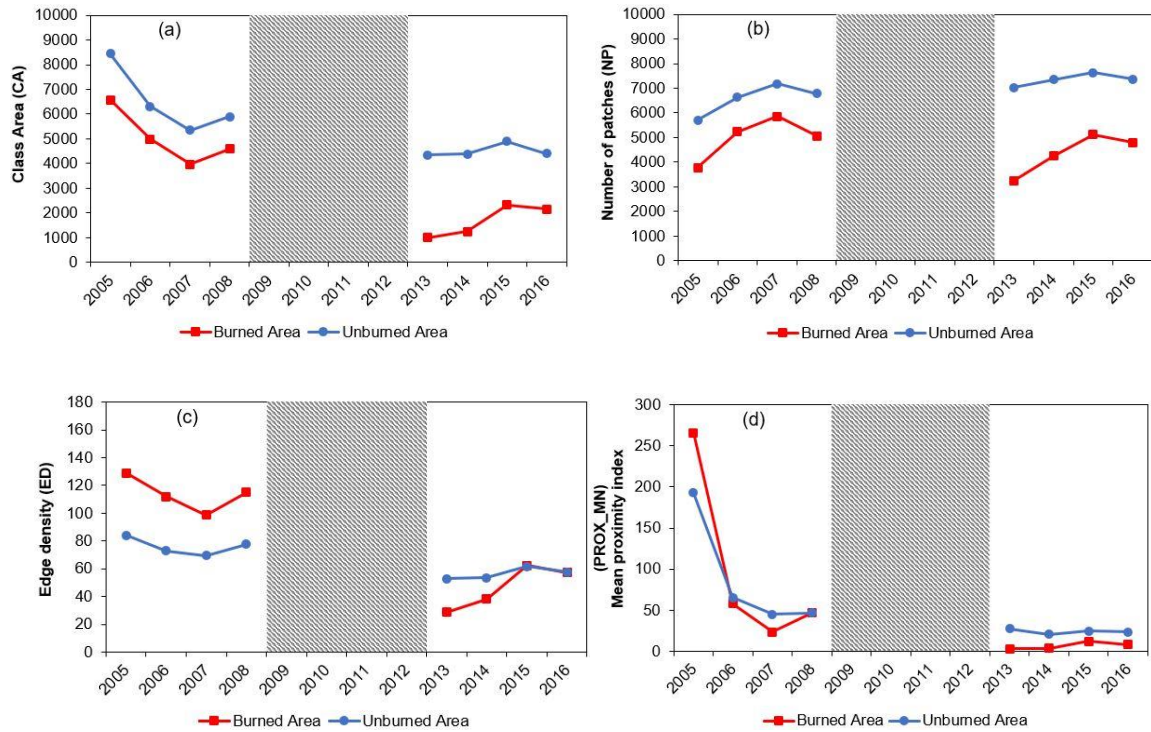 (a)
Class Area (CA)
10000
9000
8000
7000
6000
5000
4000
3000
2000
1000
0
2005 2006 2007 2008 2009 2010 2011 2012 2013 2014 2015 2016
Burned Area Unburned Area
(b)
Number of patches (NP)
10000
9000
8000
7000
6000
5000
4000
3000
2000
1000
0
2005 2006 2007 2008 2009 2010 2011 2012 2013 2014 2015 2016
Burned Area Unburned Area
(c)
Edge density (ED)
180
160
140
120
100
80
60
40
20
0
2005 2006 2007 2008 2009 2010 2011 2012 2013 2014 2015 2016
Burned Area Unburned Area
(d)
(PROX_MN)
Mean proximity index
300
250
200
150
100
50
0
2005 2006 2007 2008 2009 2010 2011 2012 2013 2014 2015 2016
Burned Area Unburned Area